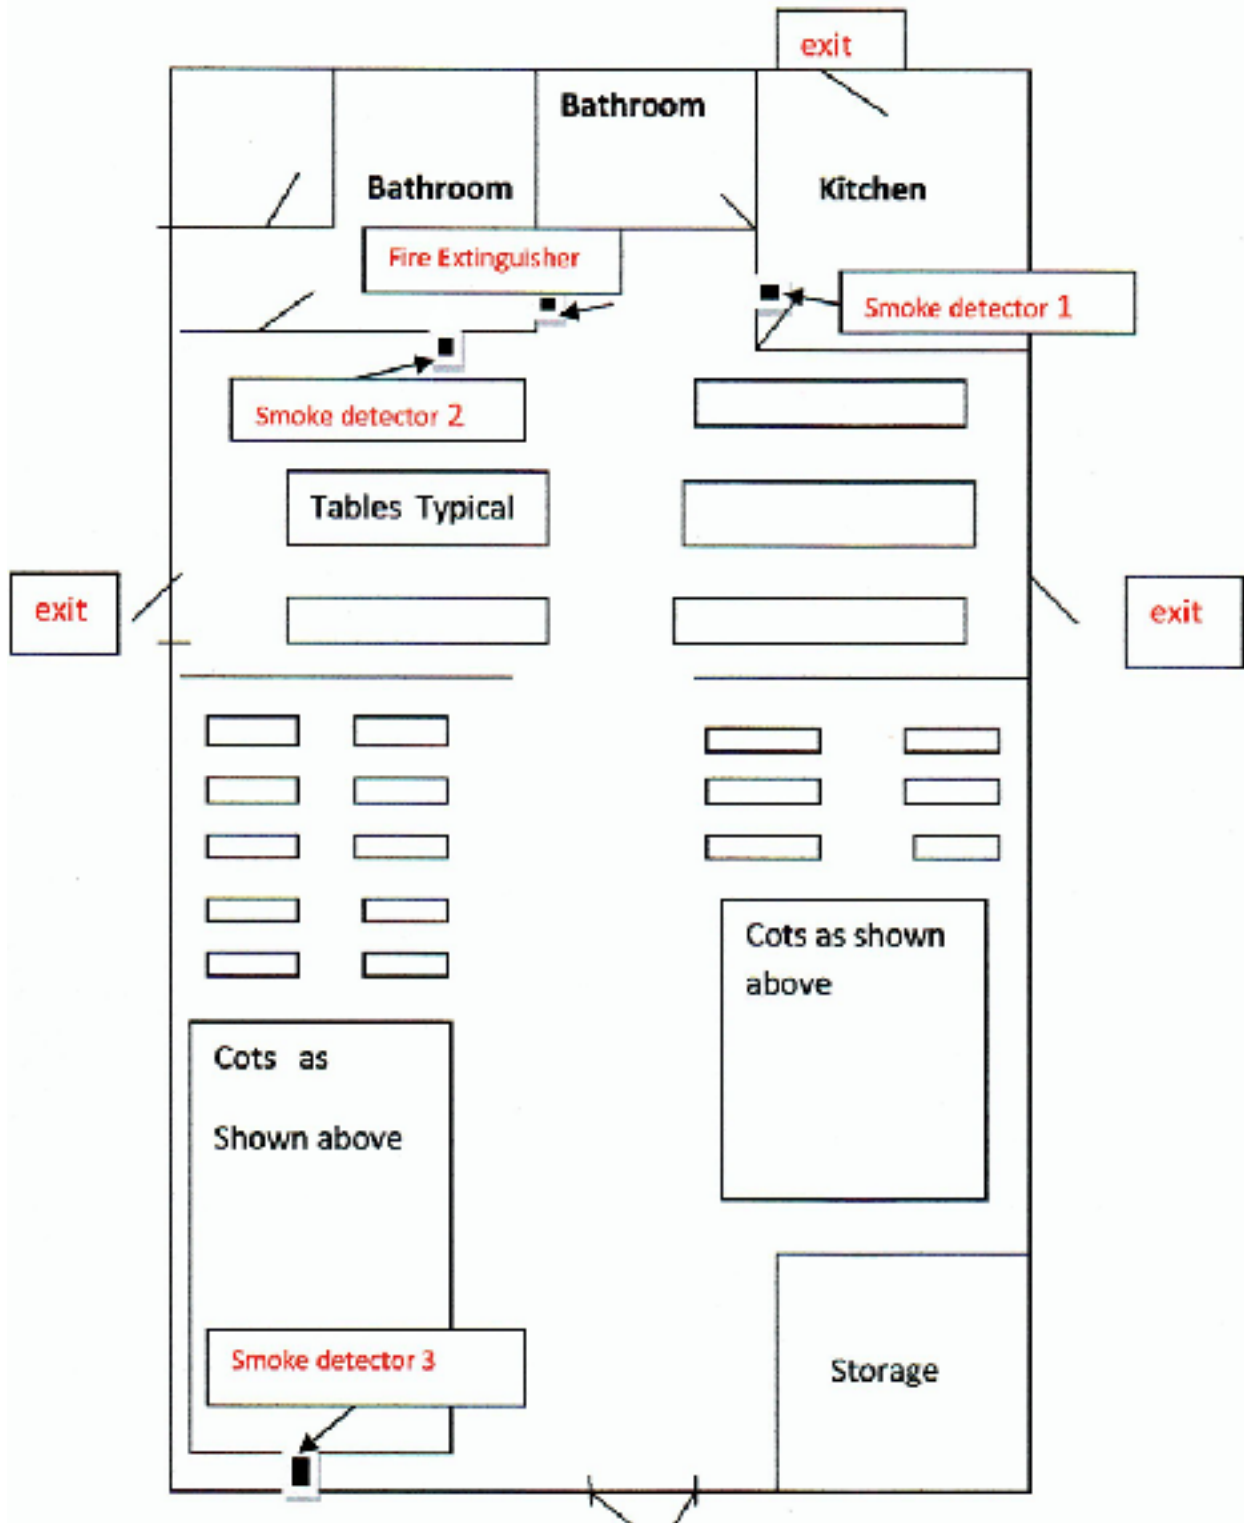 exit
Bathroom
Bathroom
Kitchen
Fire Extinguisher
Smoke detector 1
Smoke detector 2
Tables Typical
exit
exit
Cots as shown
above
Cots as
Shown above
Smoke detector 3
Storage